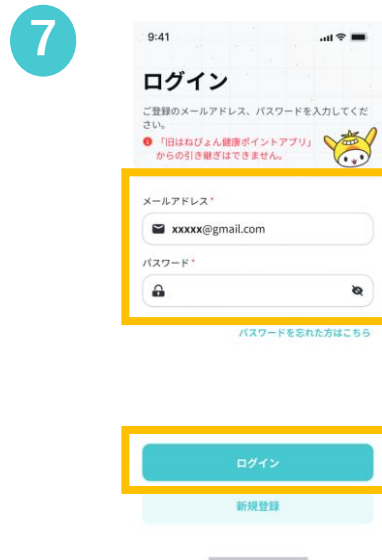 7
9:41
ログイン
ご登録のメールアドレス、パスワードを入力してくだ
さい。
「旧はねぴょん健康ポイントアプリ」
からの引き継ぎはできません。
メールアドレス*
xxxxx@gmail.com
パスワード*
パスワードを忘れた方はこちら
ログイン
新規登録